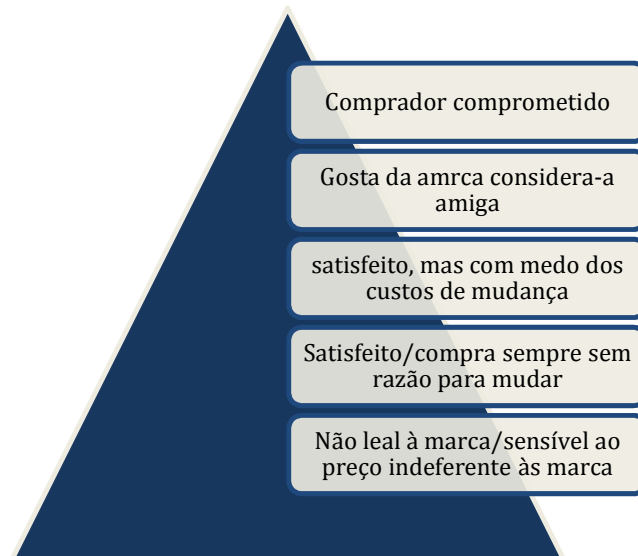 Comprador comprometido
Gosta da amrca considera-a
amiga
satisfeito, mas com medo dos
custos de mudança
Satisfeito/compra sempre sem
razão para mudar
Não leal à marca/sensível ao
preço indeferente às marca